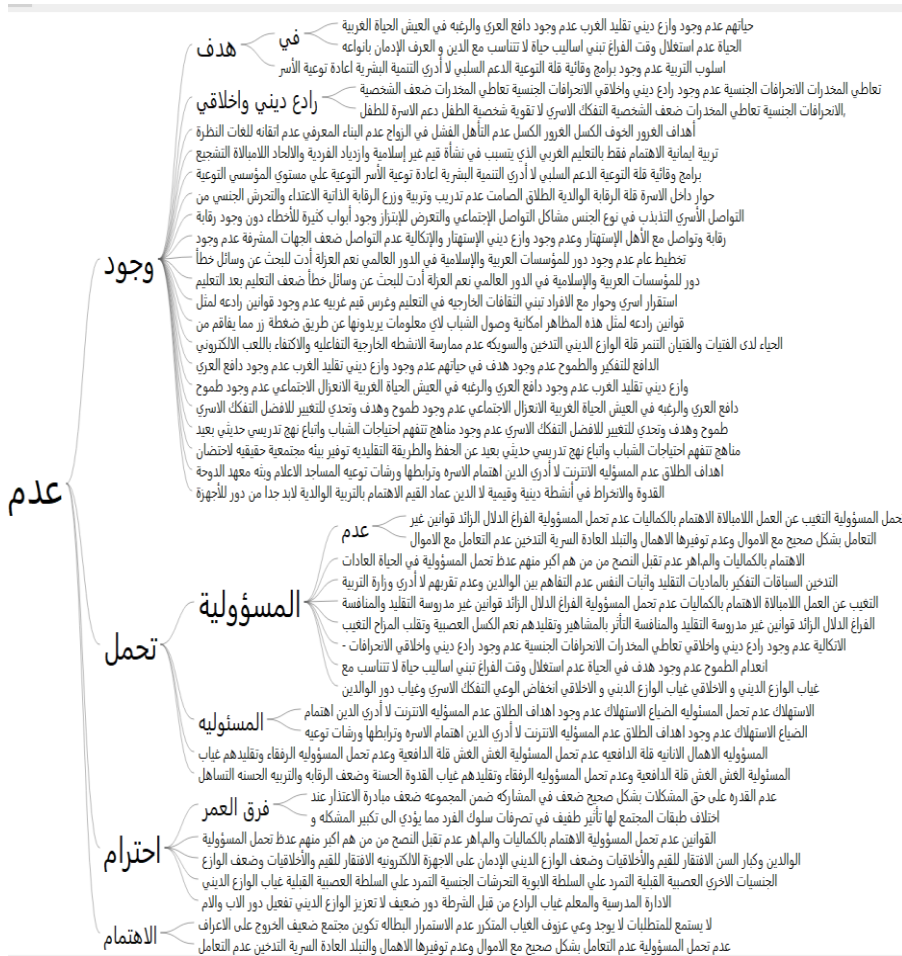 عدم
وجود
هدف
في
حياتهم عدم وجود وازع ديني تقليد الغرب عدم وجود دافع العري والرغبه في العيش الحياة الغربية
الحياة عدم استغلال وقت الفراغ تبني اساليب حياة لا تتناسب مع الدين و العرف الإدمان بانواعه
اسلوب التربية عدم وجود برامج وقائية قلة التوعية الدعم السلبي لا أدري التنمية البشرية اعادة توعية الأسر
رادع ديني واخلاقي
تعاطي المخدرات الانحرافات الجنسية عدم وجود رادع ديني واخلاقي الانحرافات الجنسية تعاطي المخدرات ضعف الشخصية
الانحرافات الجنسية تعاطي المخدرات ضعف الشخصية التفكك الاسري لا تقوية شخصية الطفل دعم الاسرة للطفل,
أهداف الغرور الخوف الكسل الغرور الكسل عدم التأهل الفشل في الزواج عدم البناء المعرفي عدم اتقانه للغات النظرة
تربية ايمانية الاهتمام فقط بالتعليم الغربي الذي يتسبب في نشأة قيم غير إسلامية وازدياد الفردية والالحاد اللامبالاة التشجيع
برامج وقائية قلة التوعية الدعم السلبي لا أدري التنمية البشرية اعادة توعية الأسر التوعية علي مستوي المؤسسي التوعية
حوار داخل الاسرة قلة الرقابة الوالدية الطلاق الصامت عدم تدريب وتربية وزرع الرقابة الذاتية الاعتداء والتحرش الجنسي من
التواصل الأسري التذبذب في نوع الجنس مشاكل التواصل الإجتماعي والتعرض للإبتزاز وجود أبواب كثيرة للأخطاء دون وجود رقابة
رقابة وتواصل مع الأهل الإستهتار وعدم وجود وازع ديني الإستهتار والإتكالية عدم التواصل ضعف الجهات المشرفة عدم وجود
تخطيط عام عدم وجود دور للمؤسسات العربية والإسلامية في الدور العالمي نعم العزلة أدت للبحث عن وسائل خطأ
دور للمؤسسات العربية والإسلامية في الدور العالمي نعم العزلة أدت للبحث عن وسائل خطأ ضعف التعليم بعد التعليم
استقرار اسري وحوار مع الافراد تبني الثقافات الخارجيه في التعليم وغرس قيم غريبه عدم وجود قوانين رادعه لمثل
قوانين رادعه لمثل هذه المظاهر امكانية وصول الشباب لاي معلومات يريدونها عن طريق ضغطة زر مما يفاقم من
الحياء لدى الفتيات والفتيان التنمر قلة الوازع الديني التدخين والسويكه عدم ممارسة الانشطه الخارجية التفاعليه والاكتفاء باللعب الالكتروني
الدافع للتفكير والطموح عدم وجود هدف في حياتهم عدم وجود وازع ديني تقليد الغرب عدم وجود دافع العري
وازع ديني تقليد الغرب عدم وجود دافع العري والرغبه في العيش الحياة الغربية الانعزال الاجتماعي عدم وجود طموح
دافع العري والرغبه في العيش الحياة الغربية الانعزال الاجتماعي عدم وجود طموح وهدف وتحدي للتغيير للافضل التفكك الاسري
طموح وهدف وتحدي للتغيير للافضل التفكك الاسري عدم وجود مناهج تتفهم احتياجات الشباب واتباع نهج تدريسي حديثي بعيد
مناهج تتفهم احتياجات الشباب واتباع نهج تدريسي حديثي بعيد عن الحفظ والطريقة التقليديه توفير بيئه مجتمعية حقيقيه لاحتضان
اهداف الطلاق عدم المسؤليه الانترنت لا أدري الدين اهتمام الاسره وترابطها ورشات توعيه المساجد الاعلام وبثه معهد الدوحة
القدوة والانخراط في أنشطة دينية وقيمية لا الدين عماد القيم الاهتمام بالتربية الوالدية لابد جدا من دور للأجهزة
تحمل
المسؤولية
عدم
تحمل المسؤولية التغيب عن العمل اللامبالاة الاهتمام بالكماليات عدم تحمل المسؤولية الفراغ الدلال الزائد قوانين غير
التعامل بشكل صحيح مع الاموال وعدم توفيرها الاهمال والتبلد العادة السرية التدخين عدم التعامل مع الاموال
الاهتمام بالكماليات والم,اهر عدم تقبل النصح من من هم اكبر منهم عدظ تحمل المسؤولية في الحياة العادات
التدخين السباقات التفكير بالماديات التقليد واثبات النفس عدم التفاهم بين الوالدين وعدم تقربهم لا أدري وزارة التربية
التغيب عن العمل اللامبالاة الاهتمام بالكماليات عدم تحمل المسؤولية الفراغ الدلال الزائد قوانين غير مدروسة التقليد والمنافسة
الفراغ الدلال الزائد قوانين غير مدروسة التقليد والمنافسة التأثر بالمشاهير وتقليدهم نعم الكسل العصبية وتقلب المزاج التغيب
الاتكالية عدم وجود رادع ديني واخلاقي تعاطي المخدرات الانحرافات الجنسية عدم وجود رادع ديني واخلاقي الانحرافات -
انعدام الطموح عدم وجود هدف في الحياة عدم استغلال وقت الفراغ تبني اساليب حياة لا تتناسب مع
غياب الوازع الديني و الاخلاقي غياب الوازع الدىني و الاخلاقي انخفاض الوعي التفكك الاسري وغياب دور الوالدين
المسئوليه
الاستهلاك عدم تحمل المسئوليه الضياع الاستهلاك عدم وجود اهداف الطلاق عدم المسؤليه الانترنت لا أدري الدين اهتمام
الضياع الاستهلاك عدم وجود اهداف الطلاق عدم المسؤليه الانترنت لا أدري الدين اهتمام الاسره وترابطها ورشات توعيه
المسؤوليه الاهمال الانانيه قلة الدافعيه عدم تحمل المسئولية الغش الغش قلة الدافعية وعدم تحمل المسؤوليه الرفقاء وتقليدهم غياب
المسئولية الغش الغش قلة الدافعية وعدم تحمل المسؤوليه الرفقاء وتقليدهم غياب القدوة الحسنة وضعف الرقابه والتربيه الحسنه التساهل
احترام
فرق العمر
عدم القدره على حق المشكلات بشكل صحيح ضعف في المشاركه ضمن المجموعه ضعف مبادرة الاعتذار عند
اختلاف طبقات المجتمع لها تأثير طفيف في تصرفات سلوك الفرد مما يؤدي الى تكبير المشكله و
القوانين عدم تحمل المسؤولية الاهتمام بالكماليات والم,اهر عدم تقبل النصح من من هم اكبر منهم عدظ تحمل المسؤولية
الوالدين وكبار السن الافتقار للقيم والأخلاقيات وضعف الوازع الديني الإدمان على الاجهزة الالكترونيه الافتقار للقيم والأخلاقيات وضعف الوازع
الجنسيات الاخري العصبية القبلية التمرد علي السلطة الابوية التحرشات الجنسية التمرد علي السلطة العصبية القبلية غياب الوازع الديني
الادارة المدرسية والمعلم غياب الرادع من قبل الشرطة دور ضعيف لا تعزيز الوازع الديني تفعيل دور الاب والام
الاهتمام
لا يستمع للمتطلبات لا يوجد وعي عزوف الغياب المتكرر عدم الاستمرار البطاله تكوين مجتمع ضعيف الخروج على الاعراف
عدم تحمل المسؤولية عدم التعامل بشكل صحيح مع الاموال وعدم توفيرها الاهمال والتبلد العادة السرية التدخين عدم التعامل